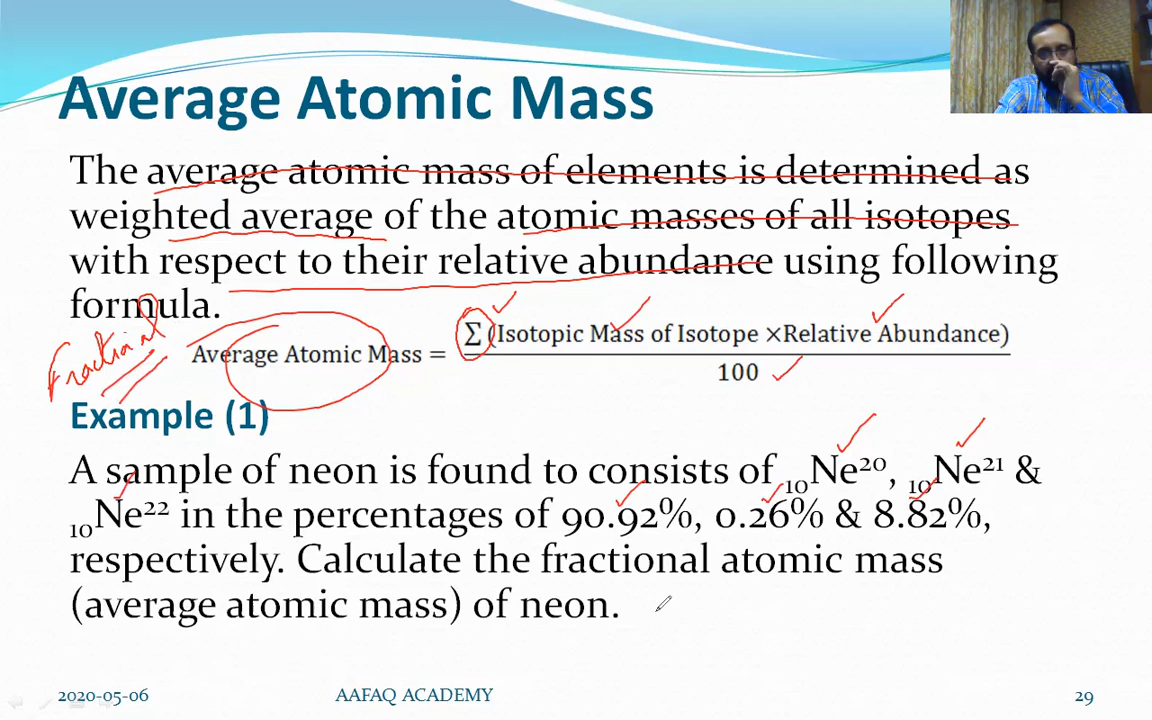 Average Atomic Mass
The average atomic mass of elements is determined as
weighted average of the atomic masses of all isotopes
with respect to their relative abundance using following
formula.
Fractional
Average Atomic Mass = ∑(Isotopic Mass of Isotope ×Relative Abundance)
100
Example (1)
A sample of neon is found to consists of ₁₀Ne²⁰, ₁₀Ne²¹ &
₁₀Ne²² in the percentages of 90.92%, 0.26% & 8.82%,
respectively. Calculate the fractional atomic mass
(average atomic mass) of neon.
2020-05-06 AAFAQ ACADEMY 29